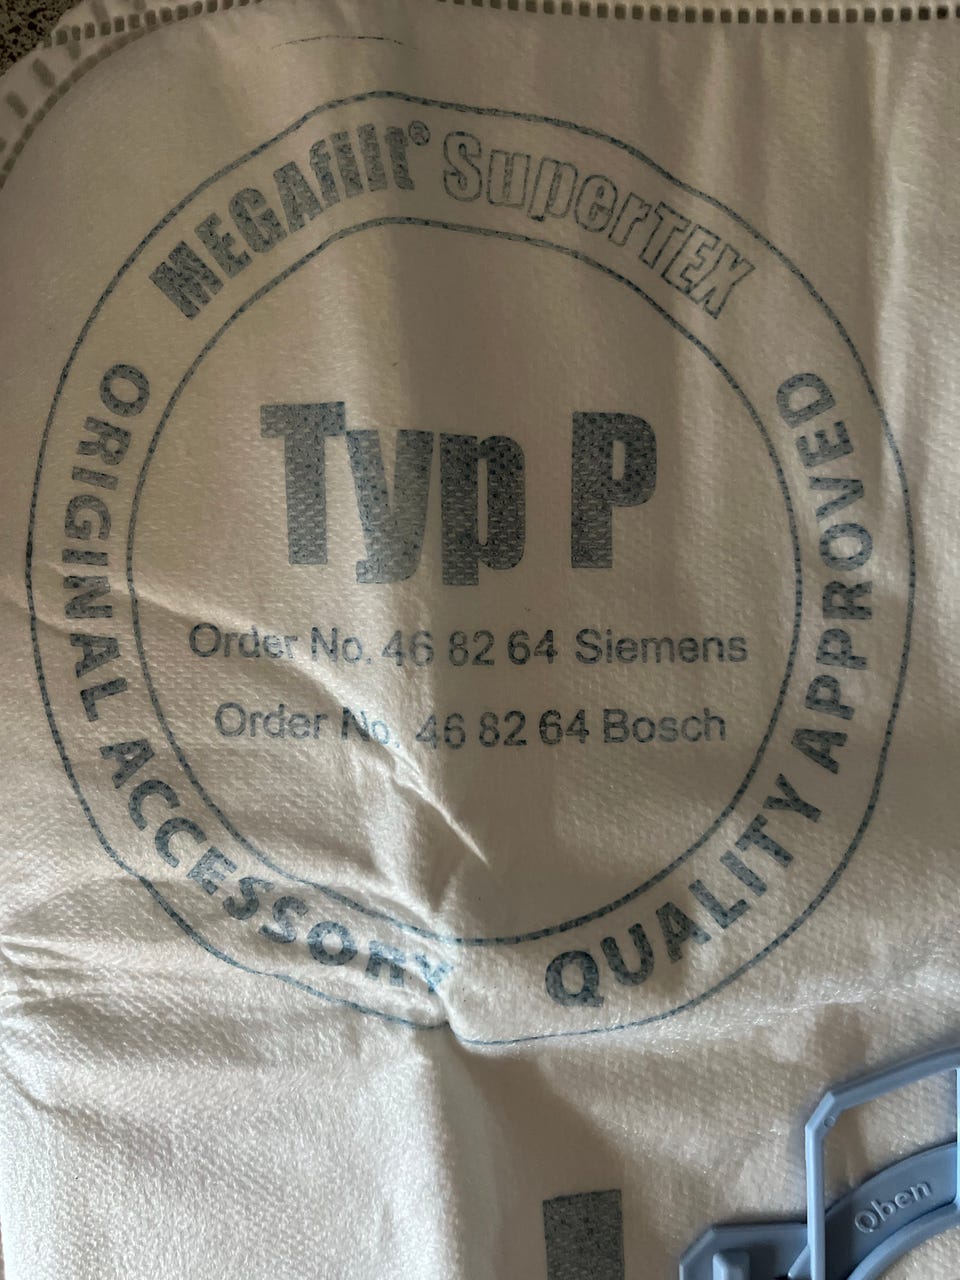 MEGAfilt® SuperTEX
ORIGINAL ACCESSORY
QUALITY APPROVED
Typ P
Order No. 46 82 64 Siemens
Order No. 46 82 64 Bosch
Oben